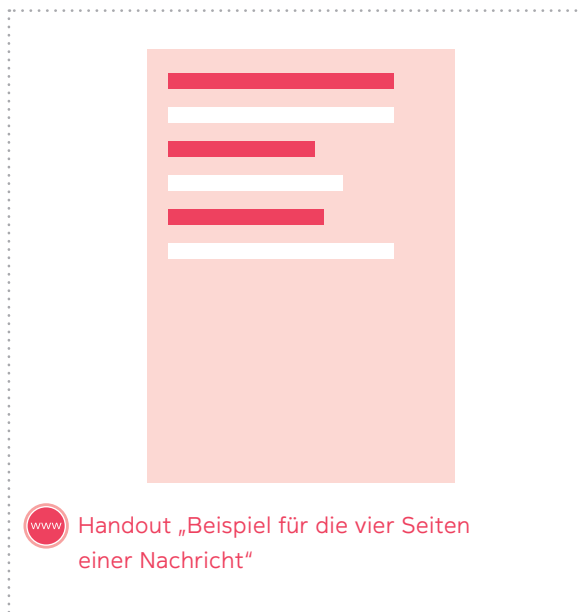 www
Handout „Beispiel für die vier Seiten
einer Nachricht“